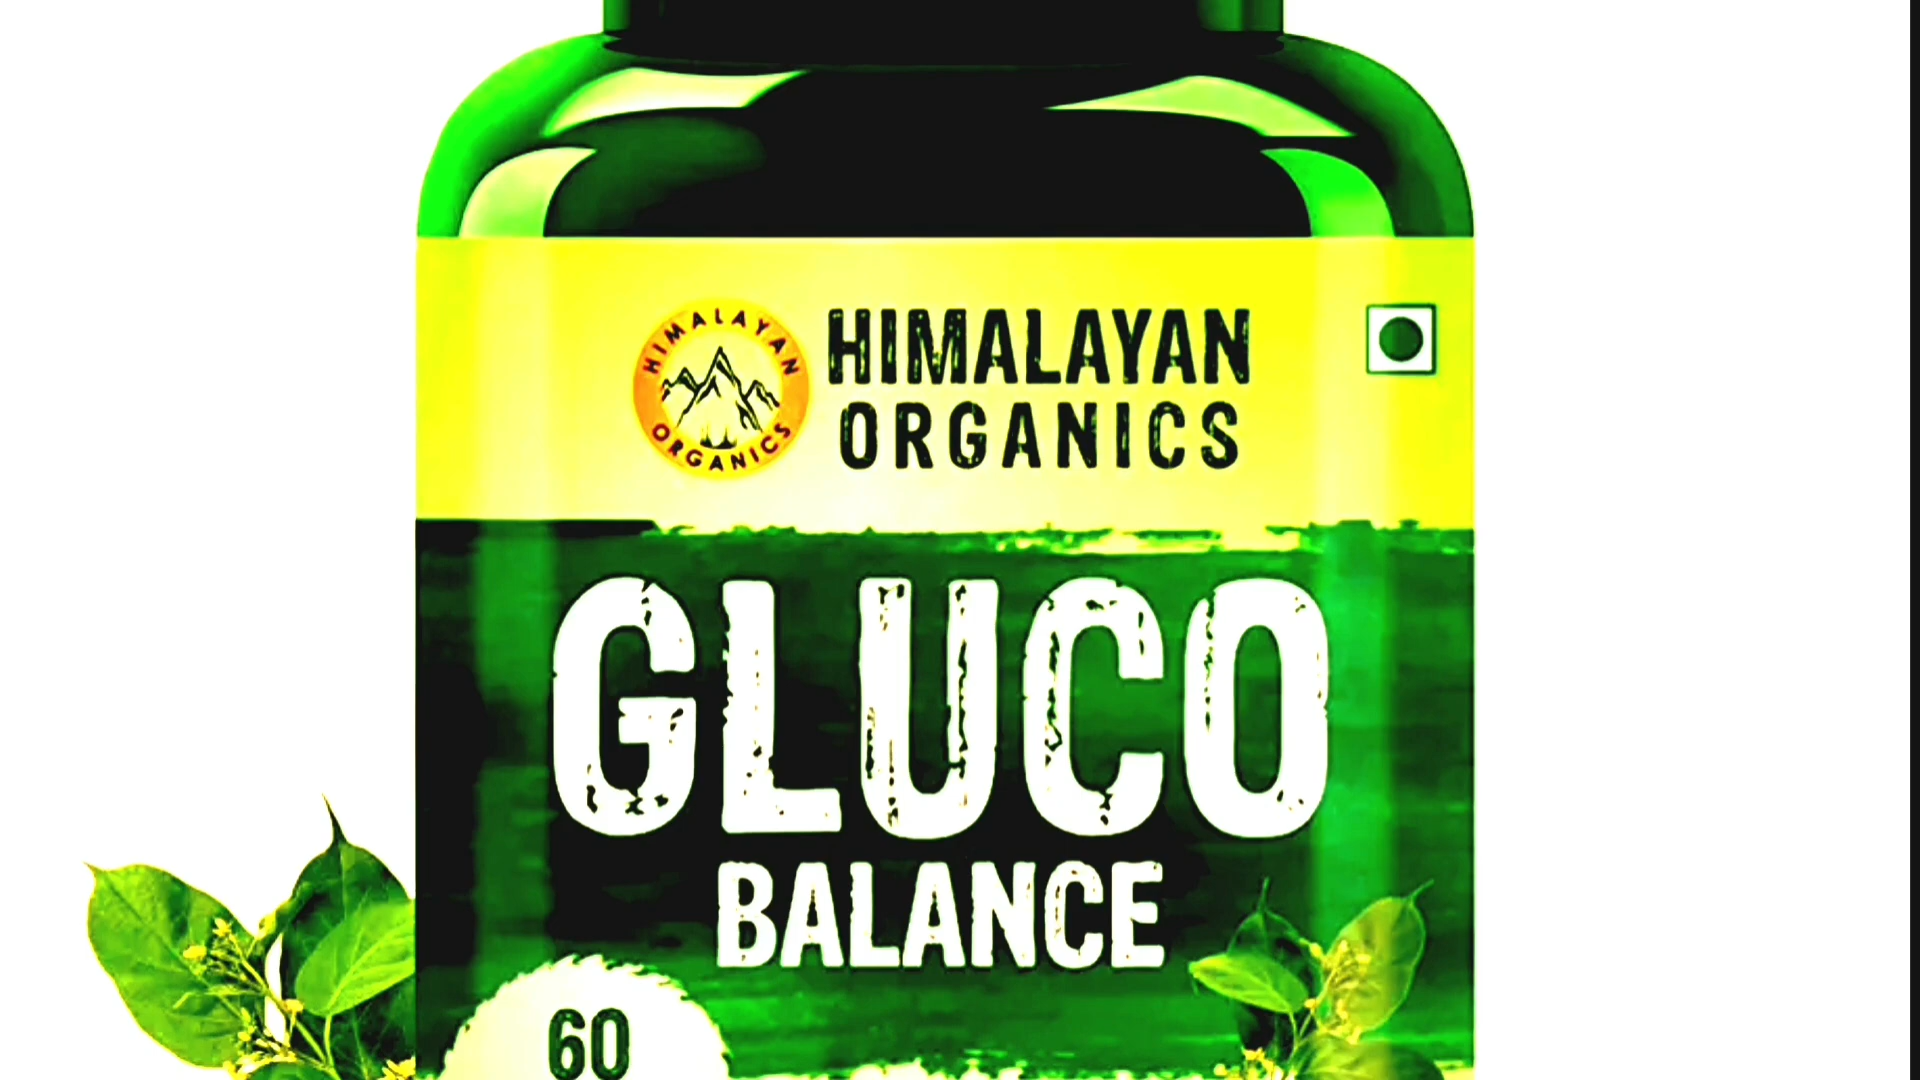 HIMALAYAN
ORGANICS
HIMALAYAN
ORGANICS
GLUCO
BALANCE
60